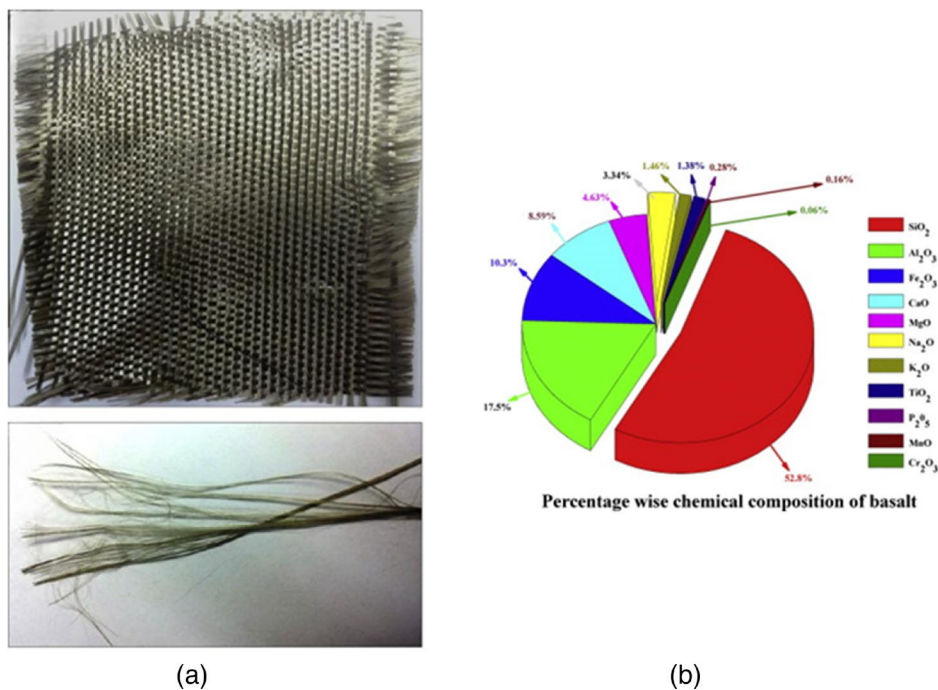 1.46%
1.38%
0.28%
3.34%
0.16%
4.63%
0.06%
8.59%
10.3%
17.5%
52.8%
SiO2
Al2O3
Fe2O3
CaO
MgO
Na2O
K2O
TiO2
P2O5
MnO
Cr2O3
Percentage wise chemical composition of basalt
(a)
(b)